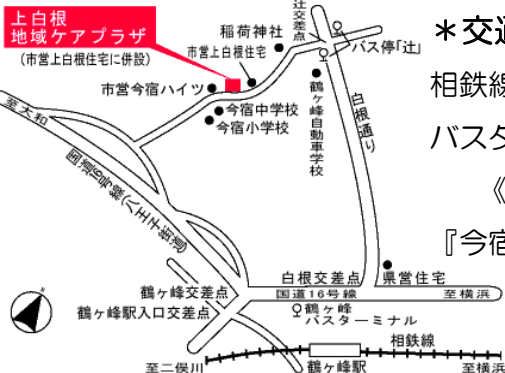 上白根
地域ケアプラザ
(市営上白根住宅に併設)
稲荷神社
市営上白根住宅
市営今宿ハイツ
今宿中学校
今宿小学校
辻交差点
バス停「辻」
鶴ヶ峰自動車学校
白根通り
至大和
国道16号線(八王子街道)
白根交差点
県営住宅
鶴ヶ峰交差点
国道16号線
至横浜
鶴ヶ峰駅入口交差点
鶴ヶ峰
バスターミナル
相鉄線
至二俣川
鶴ヶ峰駅
至横浜
N
＊交通
相鉄線
バスタ
《
『今宿